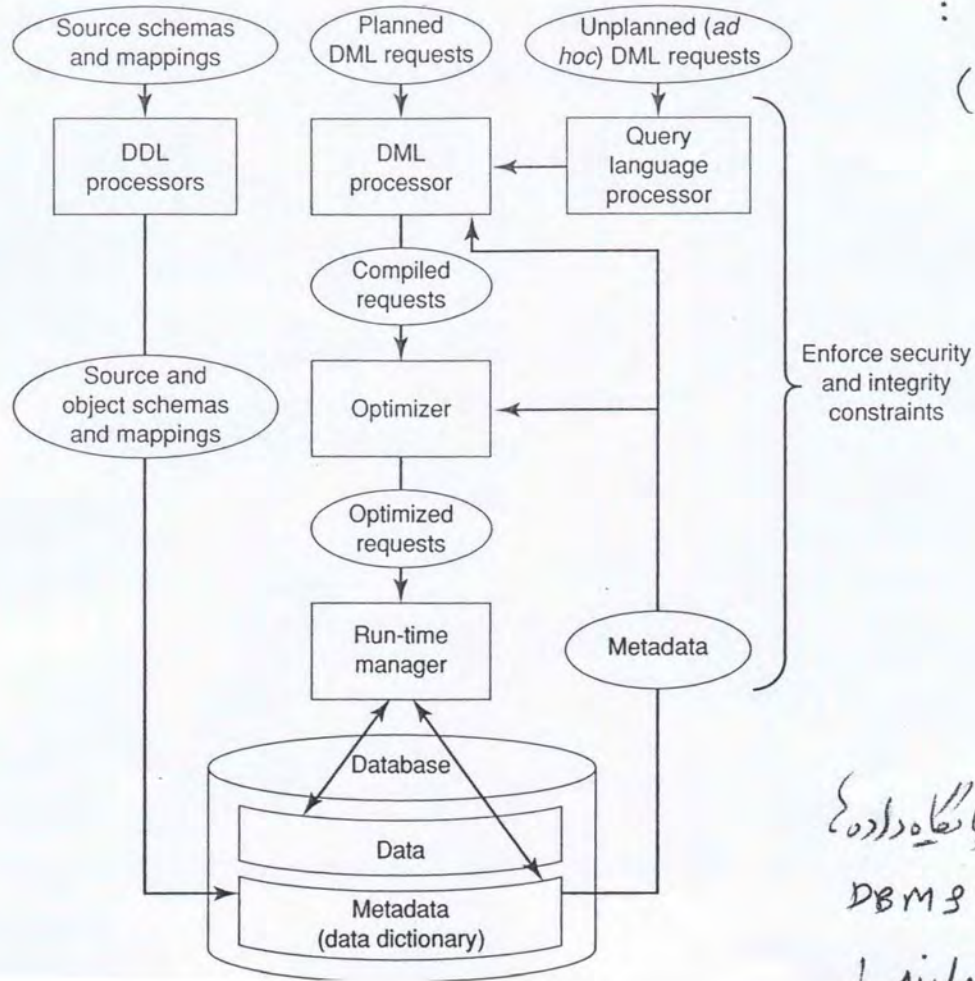 Source schemas
and mappings
Planned
DML requests
Unplanned (ad
hoc) DML requests
DDL
processors
DML
processor
Query
language
processor
Compiled
requests
Source and
object schemas
and mappings
Optimizer
Enforce security
and integrity
constraints
Optimized
requests
Run-time
manager
Metadata
Database
Data
Metadata
(data dictionary)
DBMS